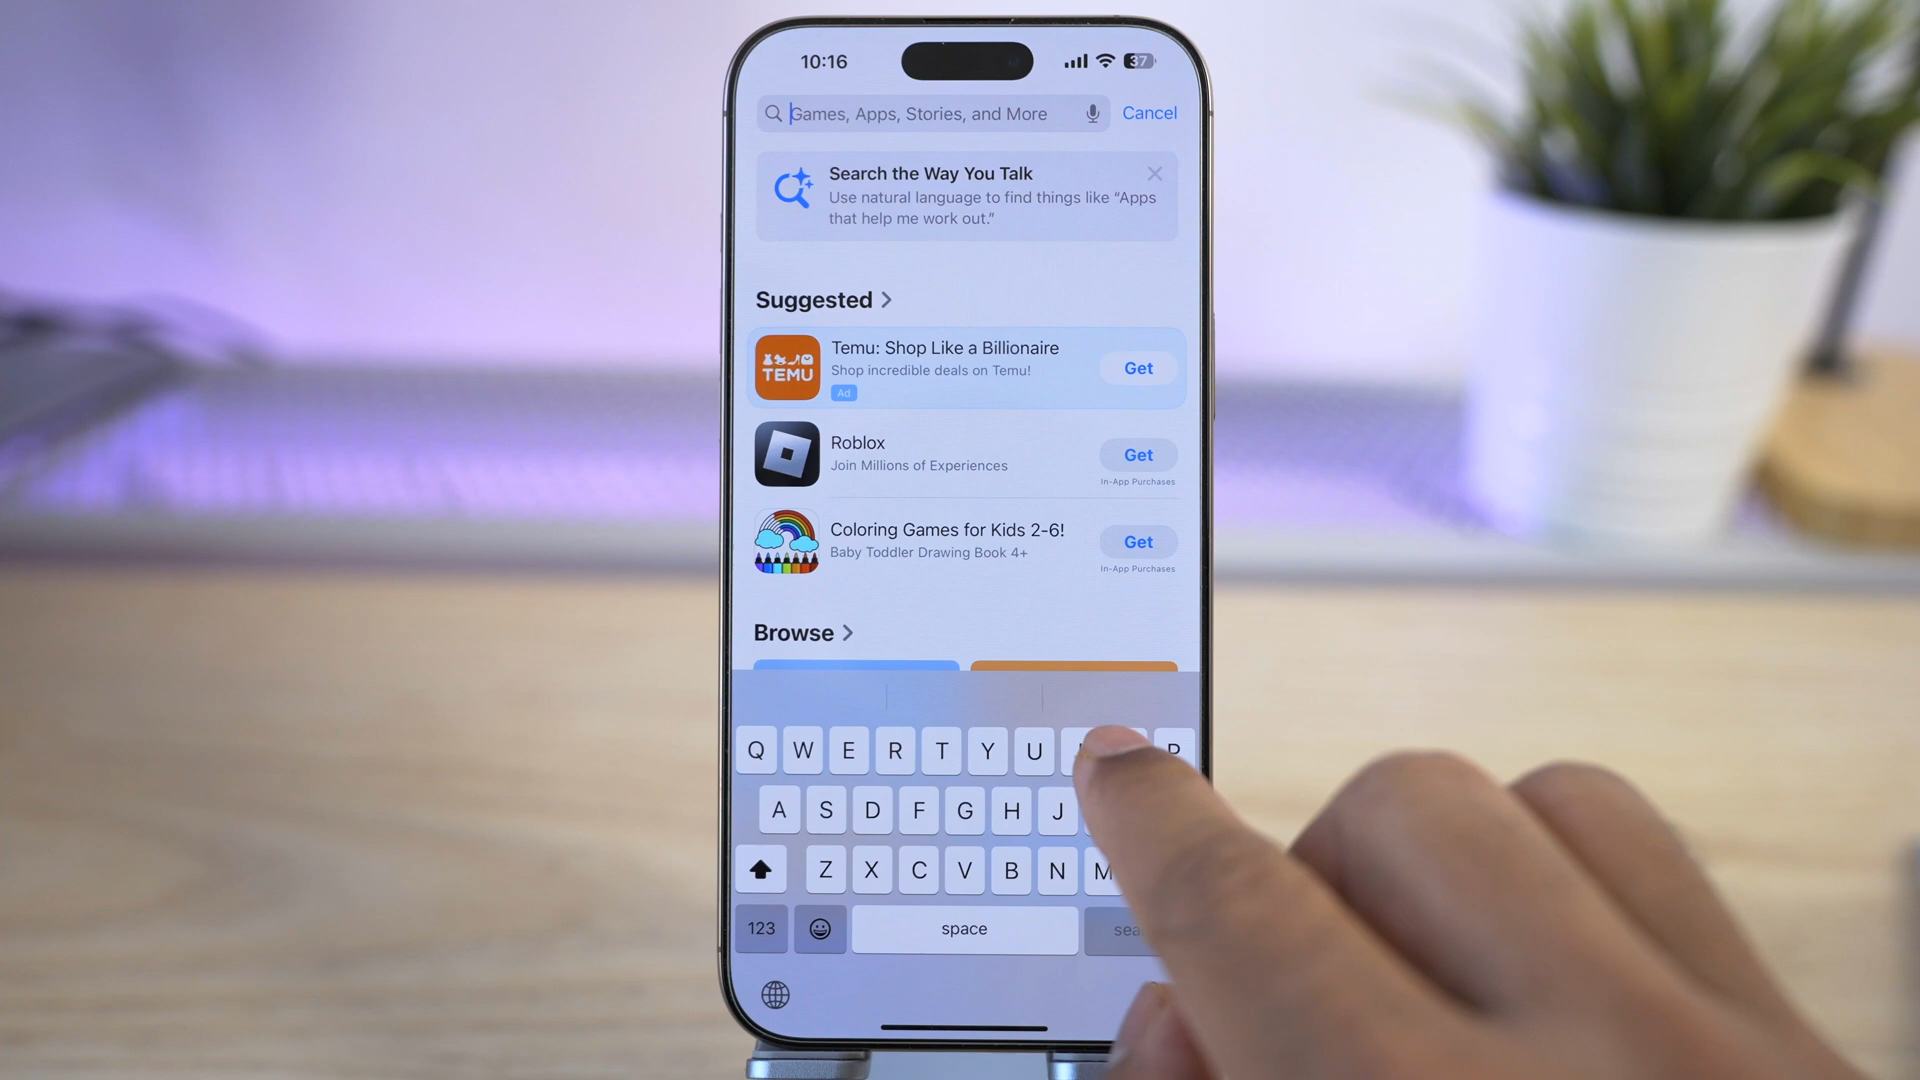 10:16
37
Games, Apps, Stories, and More
Cancel
Search the Way You Talk
Use natural language to find things like “Apps
that help me work out.”
Suggested
TEMU
Temu: Shop Like a Billionaire
Shop incredible deals on Temu!
Ad
Get
Roblox
Join Millions of Experiences
Get
In-App Purchases
Coloring Games for Kids 2-6!
Baby Toddler Drawing Book 4+
Get
In-App Purchases
Browse
Q W E R T Y U P
A S D F G H J
Z X C V B N M
123 space